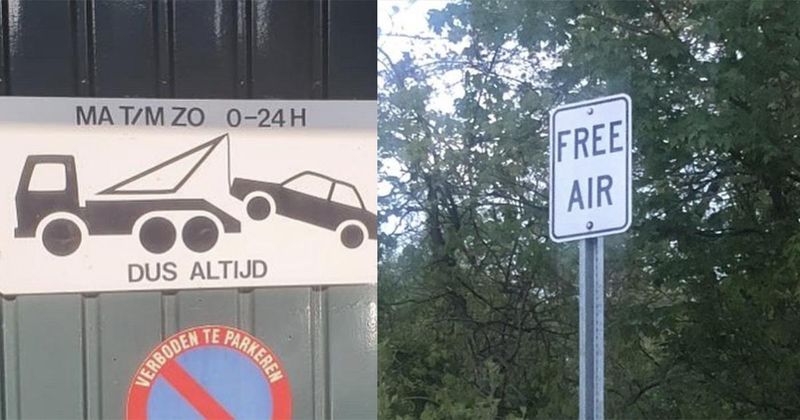 MA T/M ZO 0-24 H
DUS ALTIJD
VERBODEN TE PARKEREN
FREE
AIR